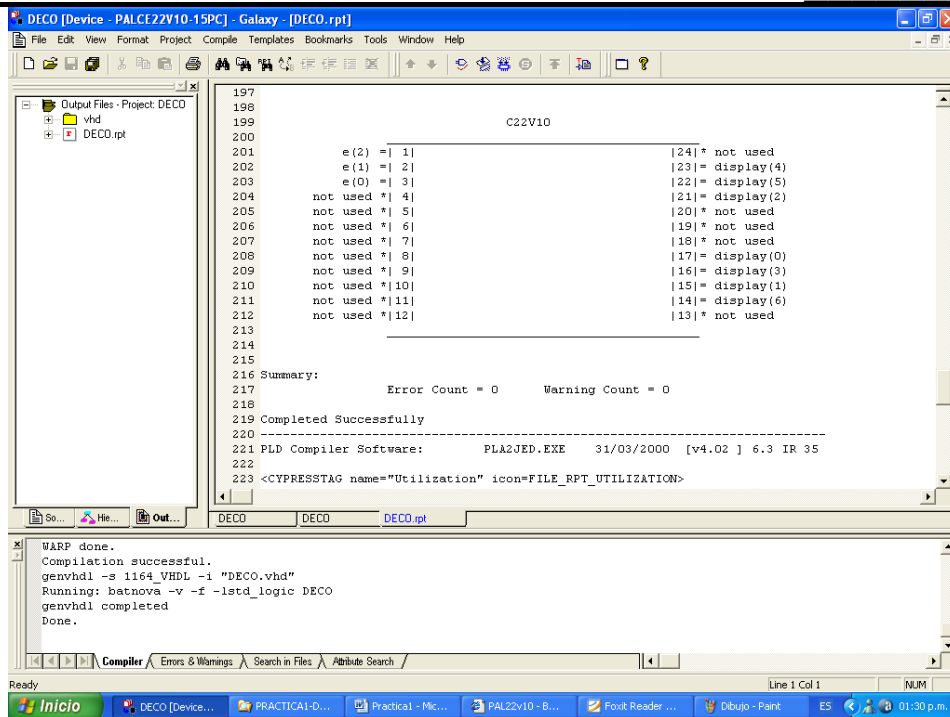 DECO [Device - PALCE22V10-15PC] - Galaxy - [DECO.rpt]
File Edit View Format Project Compile Templates Bookmarks Tools Window Help
Output Files - Project: DECO
vhd
DECO.rpt
197
198
199 C22V10
200
201 e(2) =| 1| |24|* not used
202 e(1) =| 2| |23|= display(4)
203 e(0) =| 3| |22|= display(5)
204 not used *| 4| |21|= display(2)
205 not used *| 5| |20|* not used
206 not used *| 6| |19|* not used
207 not used *| 7| |18|* not used
208 not used *| 8| |17|= display(0)
209 not used *| 9| |16|= display(3)
210 not used *|10| |15|= display(1)
211 not used *|11| |14|= display(6)
212 not used *|12| |13|* not used
213
214
215
216 Summary:
217 Error Count = 0 Warning Count = 0
218
219 Completed Successfully
220 ----------------------------------------------------------------------------
221 PLD Compiler Software: PLA2JED.EXE 31/03/2000 [v4.02 ] 6.3 IR 35
222
223 <CYPRESSTAG name="Utilization" icon=FILE_RPT_UTILIZATION>
So... Hie... Out...
DECO DECO DECO.rpt
WARP done.
Compilation successful.
genvhdl -s 1164_VHDL -i "DECO.vhd"
Running: batnova -v -f -lstd_logic DECO
genvhdl completed
Done.
Compiler Errors & Warnings Search in Files Attribute Search
Ready Line 1 Col 1 NUM
Inicio DECO [Device... PRACTICA1-D... Practica1 - Mic... PAL22v10 - B... Foxit Reader ... Dibujo - Paint ES 01:30 p.m.